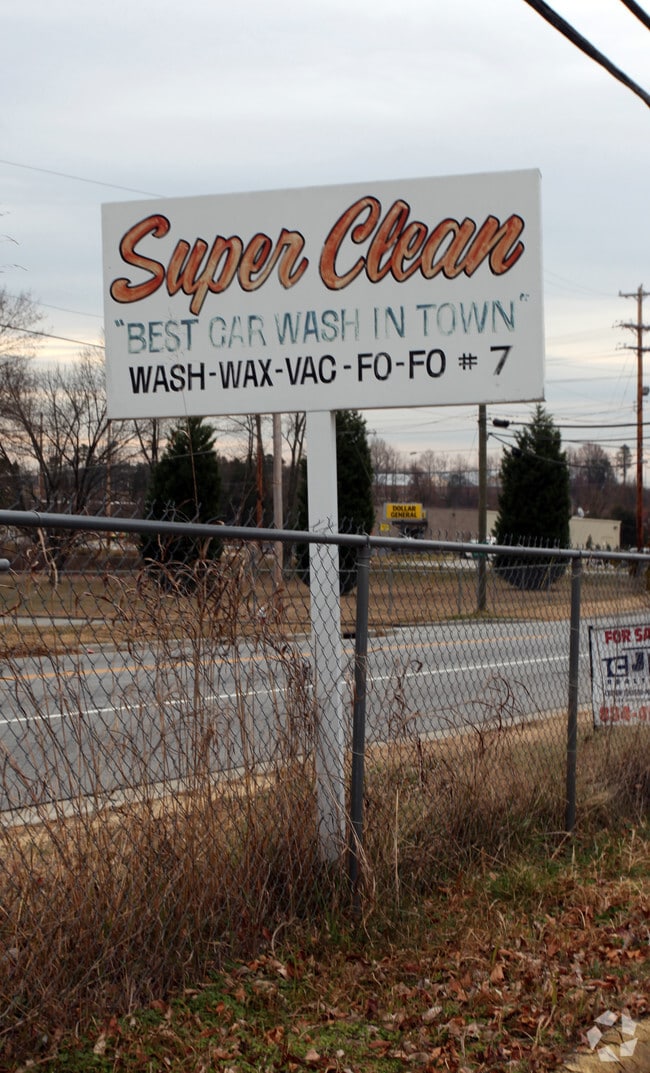 Super Clean
"BEST CAR WASH IN TOWN"
WASH-WAX-VAC-FO-FO # 7
DOLLAR
GENERAL
FOR SA